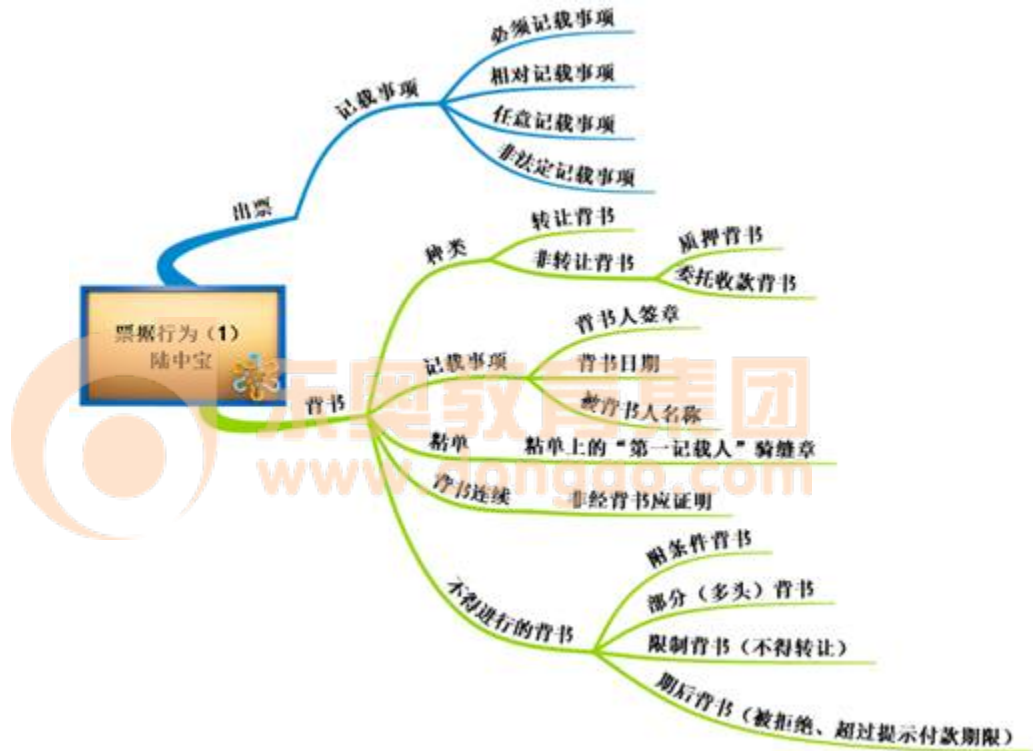 必须记载事项
相对记载事项
记载事项
任意记载事项
非法定记载事项
出票
转让背书
种类
非转让背书
质押背书
委托收款背书
票据行为（1）
陆中宝
背书人签章
记载事项
背书日期
被背书人名称
背书
粘单
粘单上的“第一记载人”骑缝章
背书连续
非经背书应证明
不得进行的背书
附条件背书
部分（多头）背书
限制背书（不得转让）
期后背书（被拒绝、超过提示付款期限）
东奥教育集团
www.dongao.com